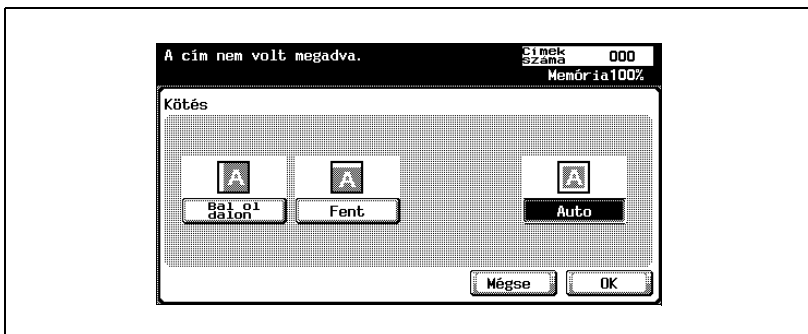 A cím nem volt megadva.
Címek
száma
000
Memória100%
Kötés
A
A
A
Bal ol
dalon
Fent
Auto
Mégse
OK